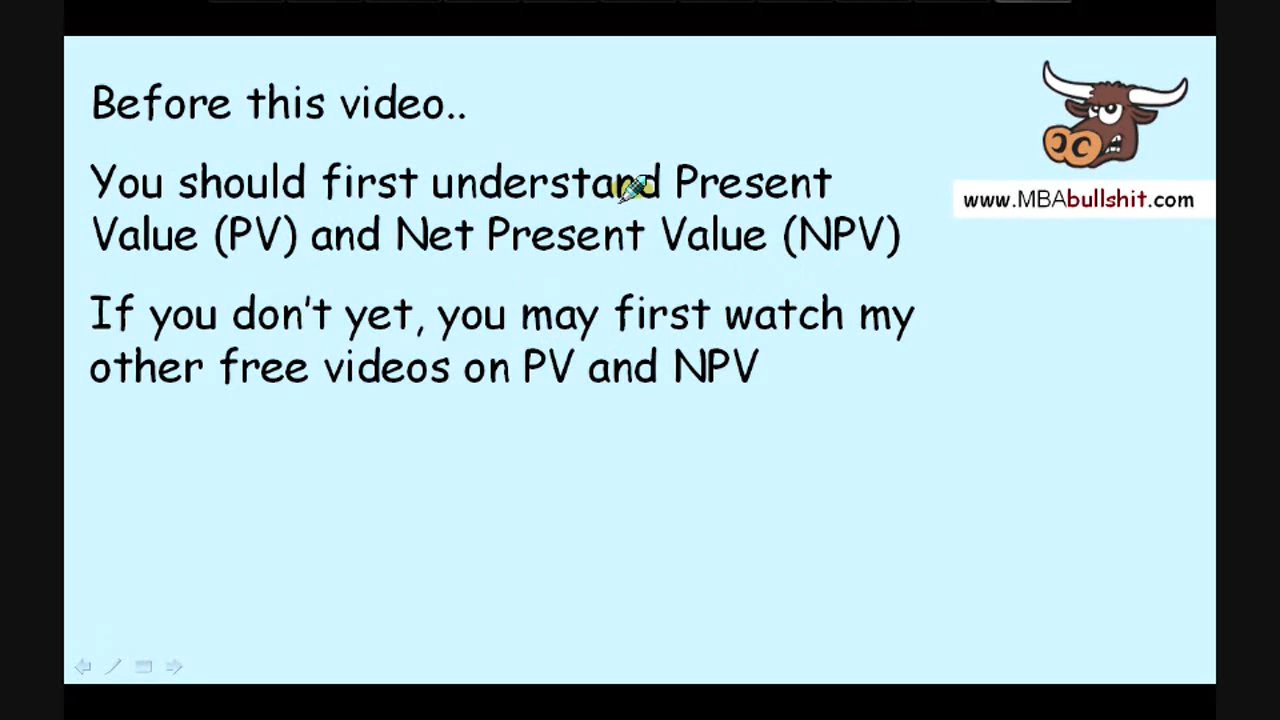 Before this video..
You should first understand Present
Value (PV) and Net Present Value (NPV)
If you don't yet, you may first watch my
other free videos on PV and NPV
www.MBAbullshit.com